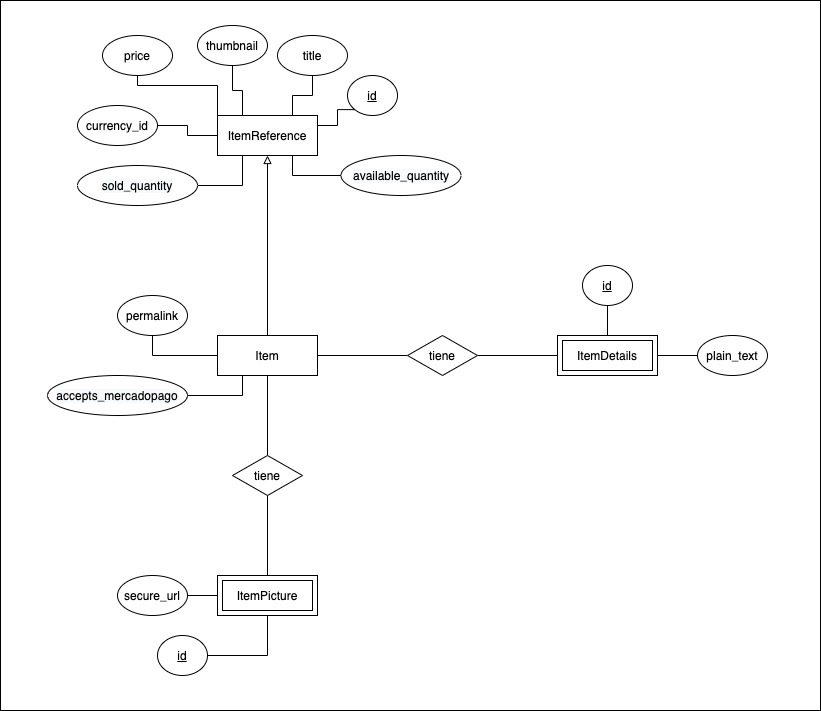 thumbnail
price
title
id
currency_id
ItemReference
sold_quantity
available_quantity
id
permalink
Item
tiene
ItemDetails
plain_text
accepts_mercadopago
tiene
secure_url
ItemPicture
id